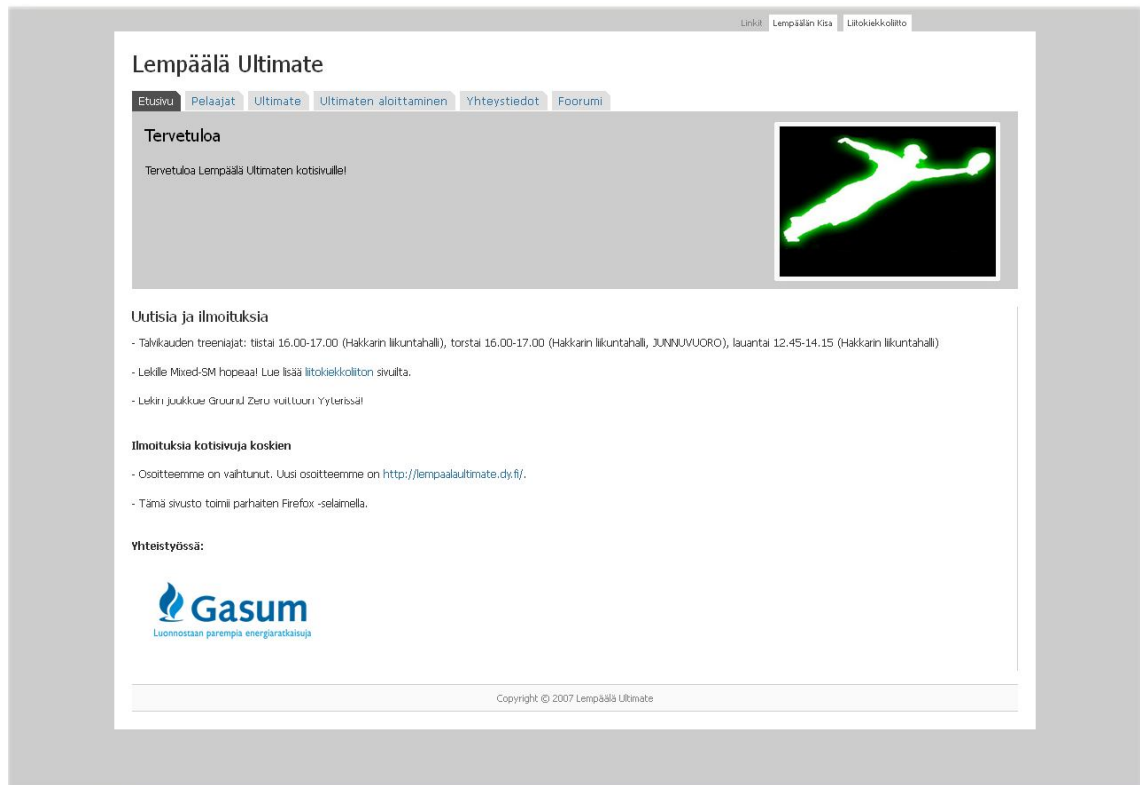 Linkit Lempäälän Kisa Liitokiekkoliitto
Lempäälä Ultimate
Etusivu Pelaajat Ultimate Ultimaten aloittaminen Yhteystiedot Foorumi
Tervetuloa
Tervetuloa Lempäälä Ultimaten kotisivuille!
Uutisia ja ilmoituksia
- Talvikauden treeniajat: tiistai 16.00-17.00 (Hakkarin liikuntahalli), torstai 16.00-17.00 (Hakkarin liikuntahalli, JUNNUVUORO), lauantai 12.45-14.15 (Hakkarin liikuntahalli)
- Lekille Mixed-SM hopeaa! Lue lisää liitokiekkoliiton sivuilta.
- Lekin joukkue Ground Zero voittoon Yyterissä!
Ilmoituksia kotisivuja koskien
- Osoitteemme on vaihtunut. Uusi osoitteemme on http://lempaalaultimate.dy.fi/.
- Tämä sivusto toimii parhaiten Firefox -selaimella.
Yhteistyössä:
Gasum
Luonnostaan parempia energiaratkaisuja
Copyright © 2007 Lempäälä Ultimate